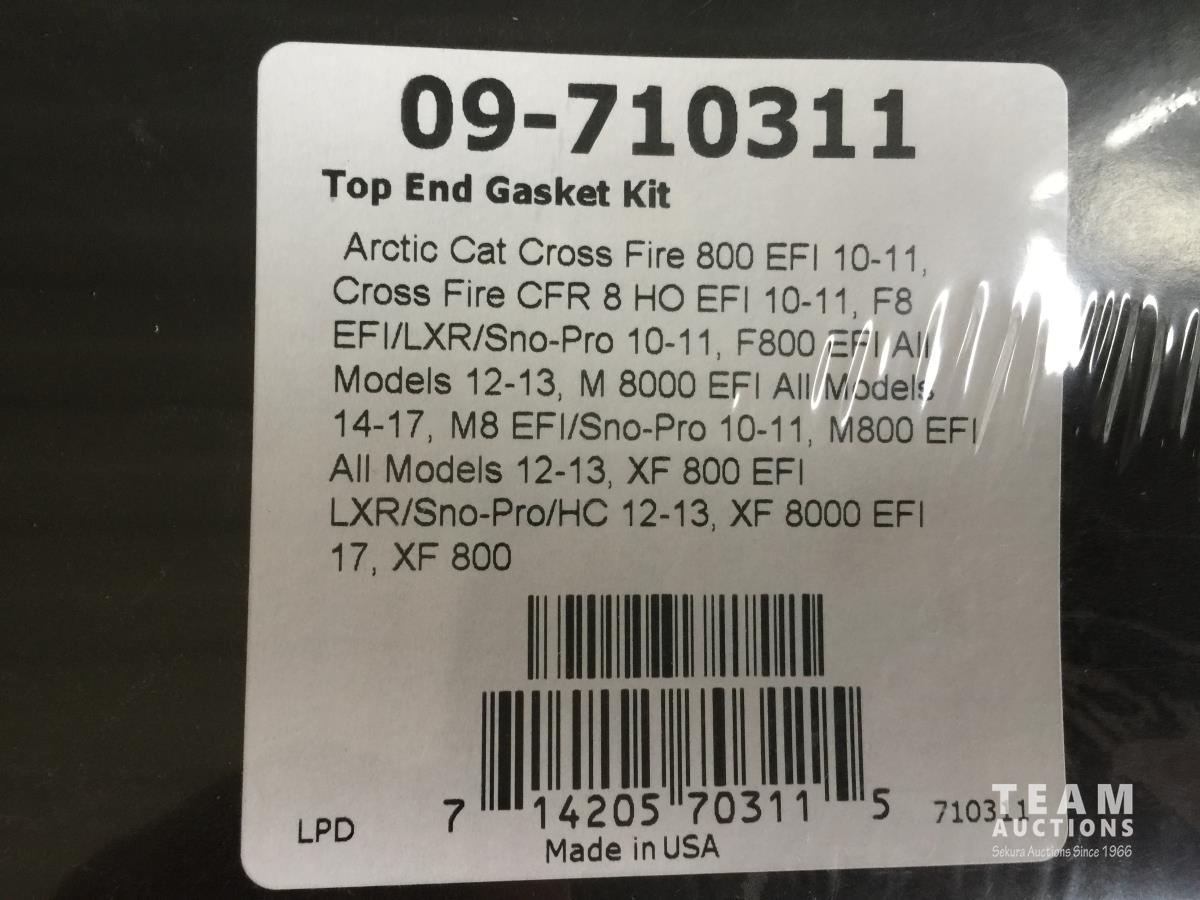 09-710311
Top End Gasket Kit
Arctic Cat Cross Fire 800 EFI 10-11,
Cross Fire CFR 8 HO EFI 10-11, F8
EFI/LXR/Sno-Pro 10-11, F800 EFI All
Models 12-13, M 8000 EFI All Models
14-17, M8 EFI/Sno-Pro 10-11, M800 EFI
All Models 12-13, XF 800 EFI
LXR/Sno-Pro/HC 12-13, XF 8000 EFI
17, XF 800
7 14205 70311 5
LPD
Made in USA
710311
TEAM
AUCTIONS
Sekura Auctions Since 1966